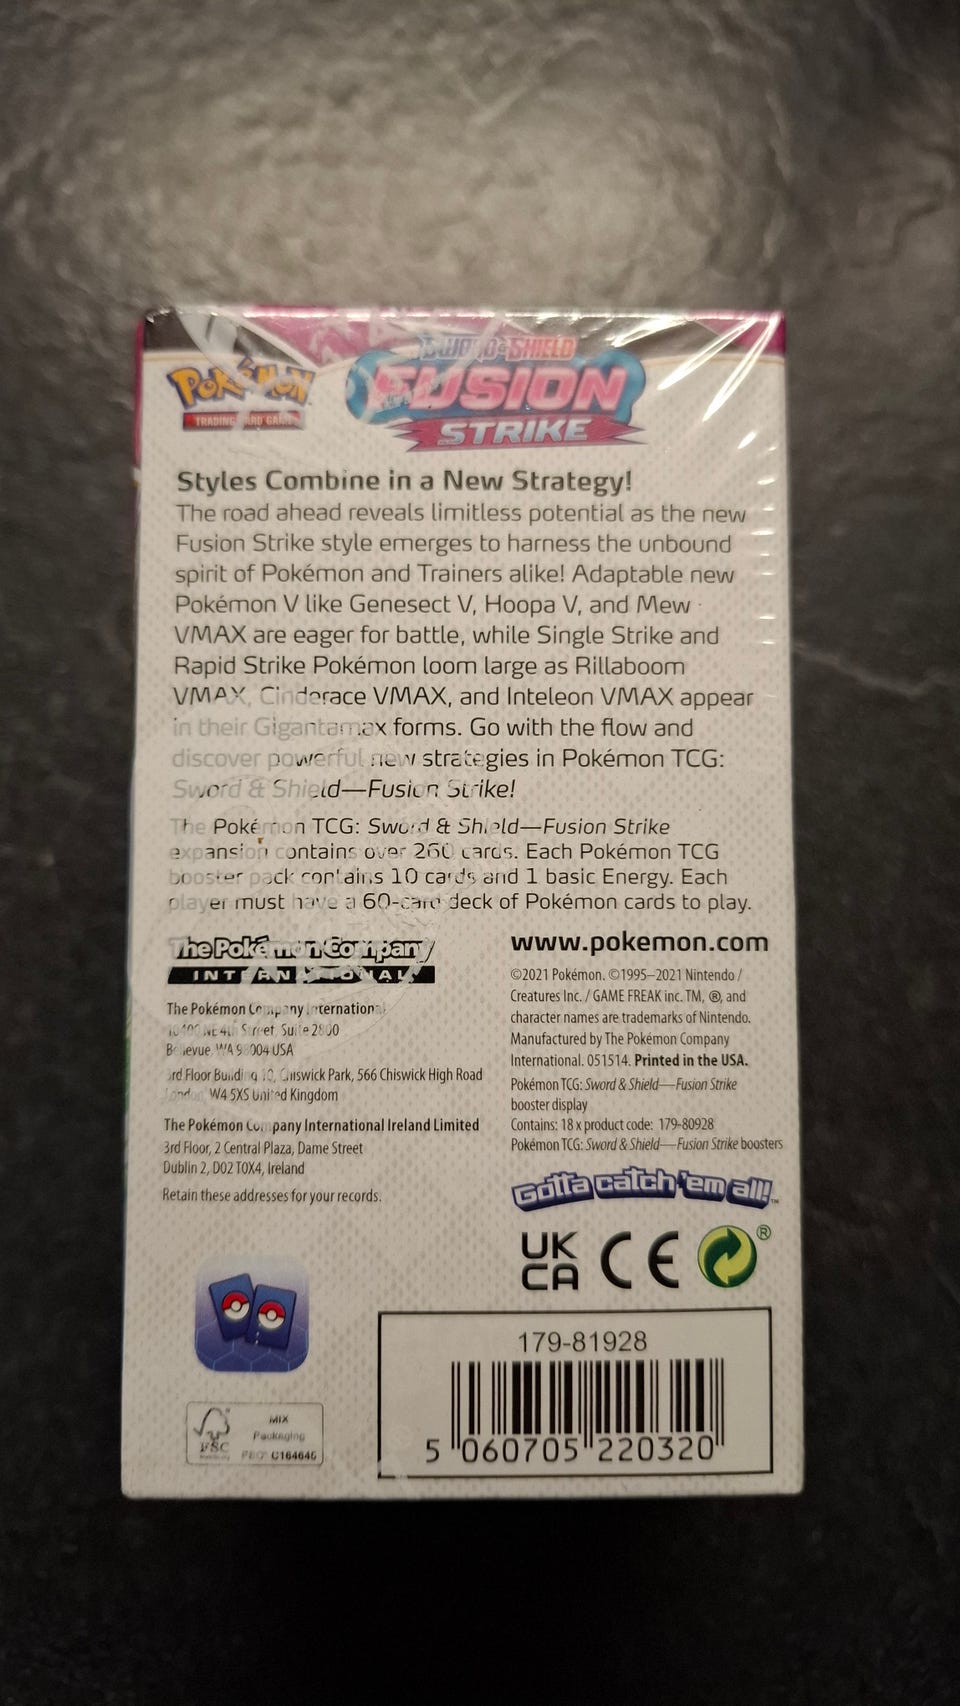 Pokémon
TRADING CARD GAME
SWORD & SHIELD
FUSION
STRIKE
Styles Combine in a New Strategy!
The road ahead reveals limitless potential as the new
Fusion Strike style emerges to harness the unbound
spirit of Pokémon and Trainers alike! Adaptable new
Pokémon V like Genesect V, Hoopa V, and Mew
VMAX are eager for battle, while Single Strike and
Rapid Strike Pokémon loom large as Rillaboom
VMAX, Cinderace VMAX, and Inteleon VMAX appear
in their Gigantamax forms. Go with the flow and
discover powerful new strategies in Pokémon TCG:
Sword & Shield—Fusion Strike!
The Pokémon TCG: Sword & Shield—Fusion Strike
expansion contains over 260 cards. Each Pokémon TCG
booster pack contains 10 cards and 1 basic Energy. Each
player must have a 60-card deck of Pokémon cards to play.
The Pokémon Company
INTERNATIONAL
The Pokémon Company International
10400 NE 4th Street, Suite 2800
Bellevue, WA 98004 USA
3rd Floor Building 10, Chiswick Park, 566 Chiswick High Road
London, W4 5XS United Kingdom
The Pokémon Company International Ireland Limited
3rd Floor, 2 Central Plaza, Dame Street
Dublin 2, D02 T0X4, Ireland
Retain these addresses for your records.
www.pokemon.com
©2021 Pokémon. ©1995–2021 Nintendo /
Creatures Inc. / GAME FREAK inc. TM, ®, and
character names are trademarks of Nintendo.
Manufactured by The Pokémon Company
International. 051514. Printed in the USA.
Pokémon TCG: Sword & Shield—Fusion Strike
booster display
Contains: 18 x product code: 179-80928
Pokémon TCG: Sword & Shield—Fusion Strike boosters
Gotta catch 'em all!™
UK
CA
CE
®
179-81928
5 060705 220320
MIX
Packaging
FSC
C164645